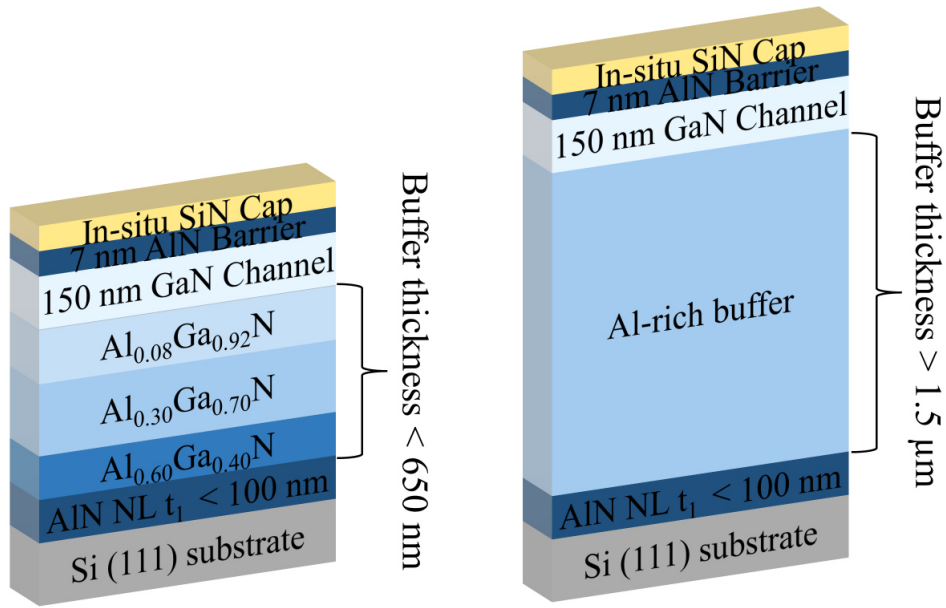 In-situ SiN Cap
7 nm AlN Barrier
150 nm GaN Channel
Al0.08Ga0.92N
Al0.30Ga0.70N
Al0.60Ga0.40N
AlN NL t1 < 100 nm
Si (111) substrate
Buffer thickness < 650 nm
In-situ SiN Cap
7 nm AlN Barrier
150 nm GaN Channel
Al-rich buffer
AlN NL t1 < 100 nm
Si (111) substrate
Buffer thickness > 1.5 μm